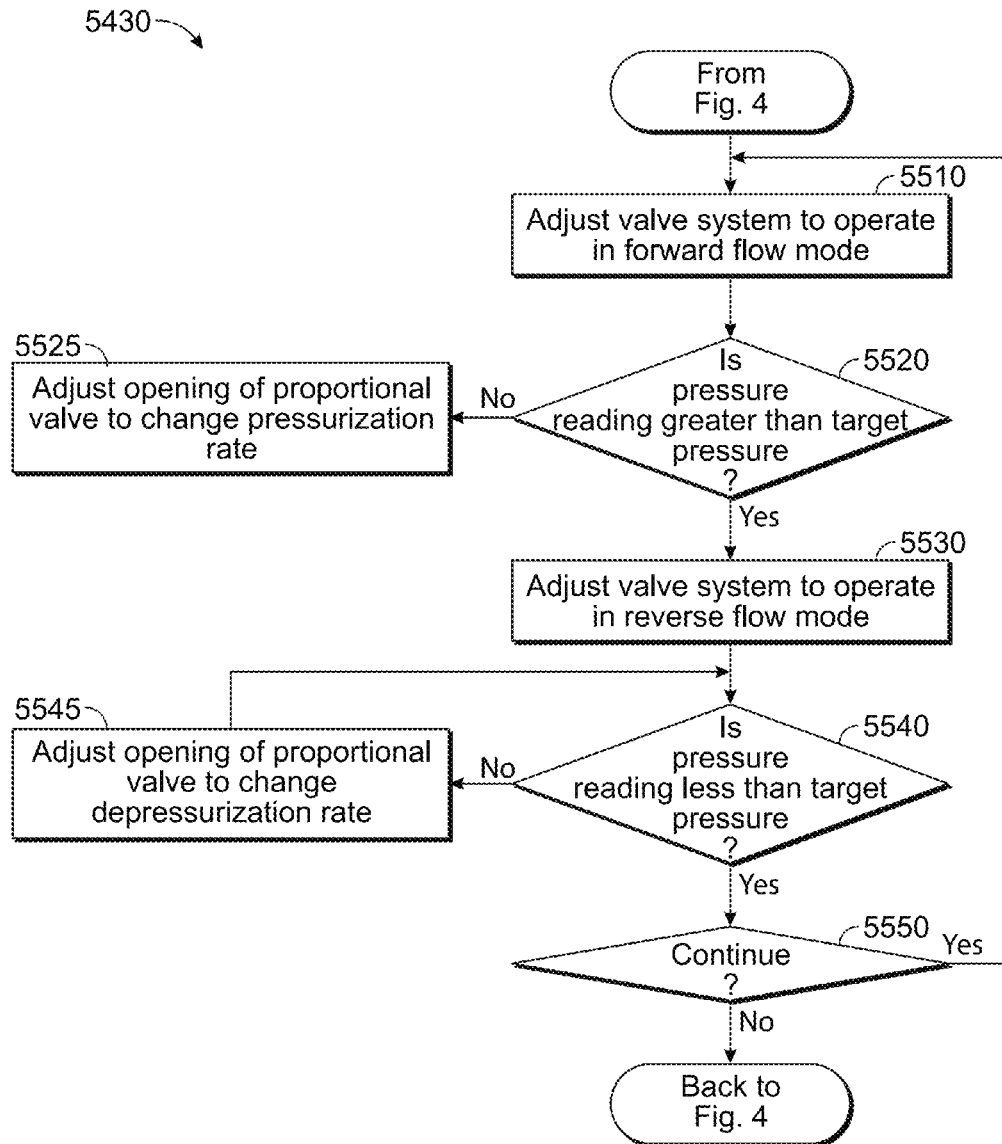 5430
From
Fig. 4
5510
Adjust valve system to operate
in forward flow mode
5525
Adjust opening of proportional
valve to change pressurization
rate
No
5520
Is
pressure
reading greater than target
pressure
?
Yes
5530
Adjust valve system to operate
in reverse flow mode
5545
Adjust opening of proportional
valve to change
depressurization rate
No
5540
Is
pressure
reading less than target
pressure
?
Yes
5550
Continue
?
Yes
No
Back to
Fig. 4